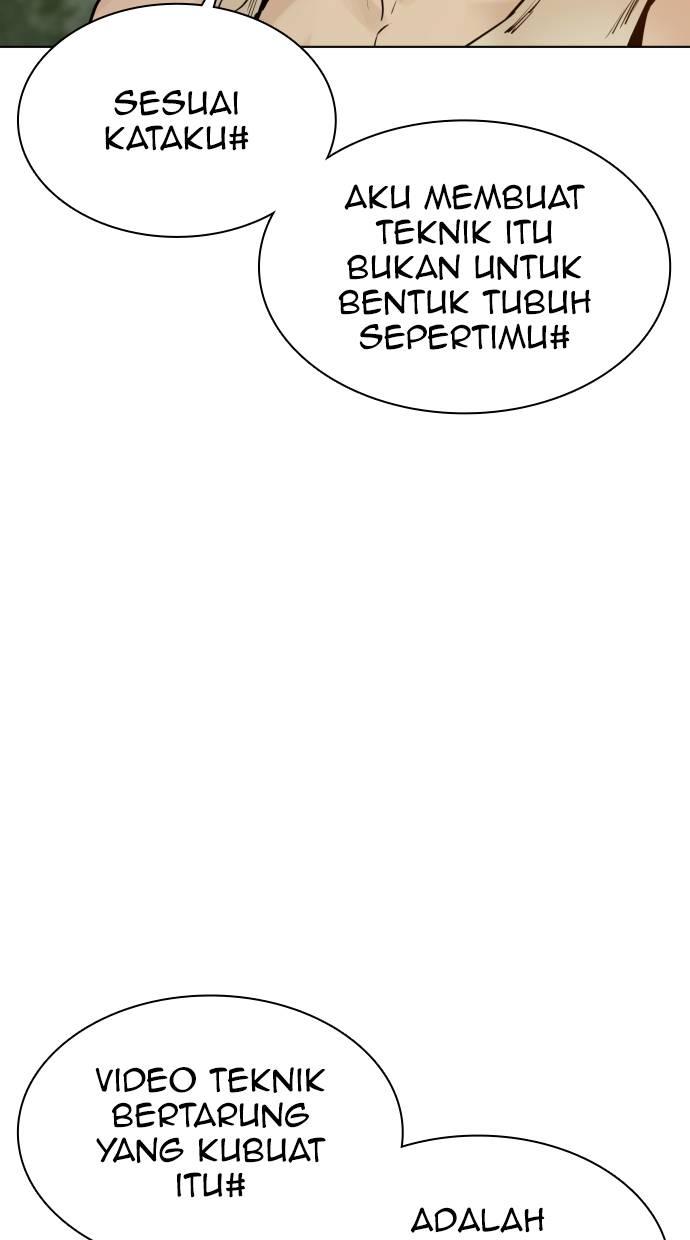 SESUAI
KATAKU#
AKU MEMBUAT
TEKNIK ITU
BUKAN UNTUK
BENTUK TUBUH
SEPERTIMU#
VIDEO TEKNIK
BERTARUNG
YANG KUBUAT
ITU#
ADALAH